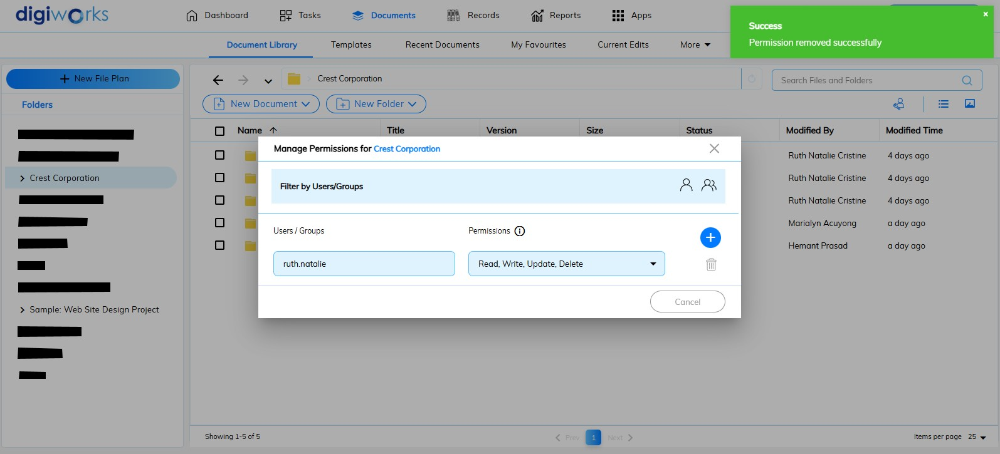 digiworks
Dashboard
Tasks
Documents
Records
Reports
Apps
Success
Permission removed successfully
Document Library
Templates
Recent Documents
My Favourites
Current Edits
More
+ New File Plan
Folders
Crest Corporation
Sample: Web Site Design Project
Crest Corporation
Search Files and Folders
New Document
New Folder
Name
Title
Version
Size
Status
Modified By
Modified Time
Ruth Natalie Cristine 4 days ago
Ruth Natalie Cristine 4 days ago
Ruth Natalie Cristine 4 days ago
Marialyn Acuyong a day ago
Hemant Prasad a day ago
Manage Permissions for Crest Corporation
Filter by Users/Groups
Users / Groups
Permissions
ruth.natalie
Read, Write, Update, Delete
Cancel
Showing 1-5 of 5
Prev 1 Next
Items per page 25